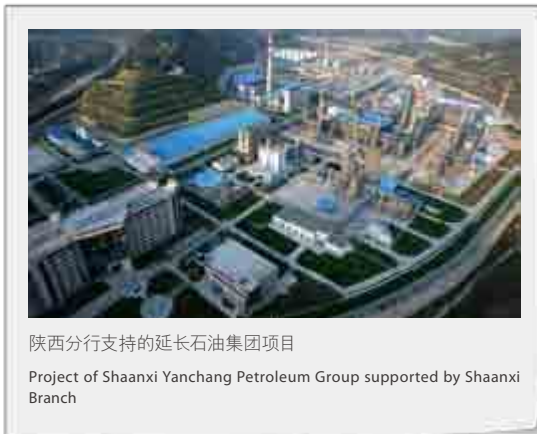 陕西分行支持的延长石油集团项目
Project of Shaanxi Yanchang Petroleum Group supported by Shaanxi
Branch